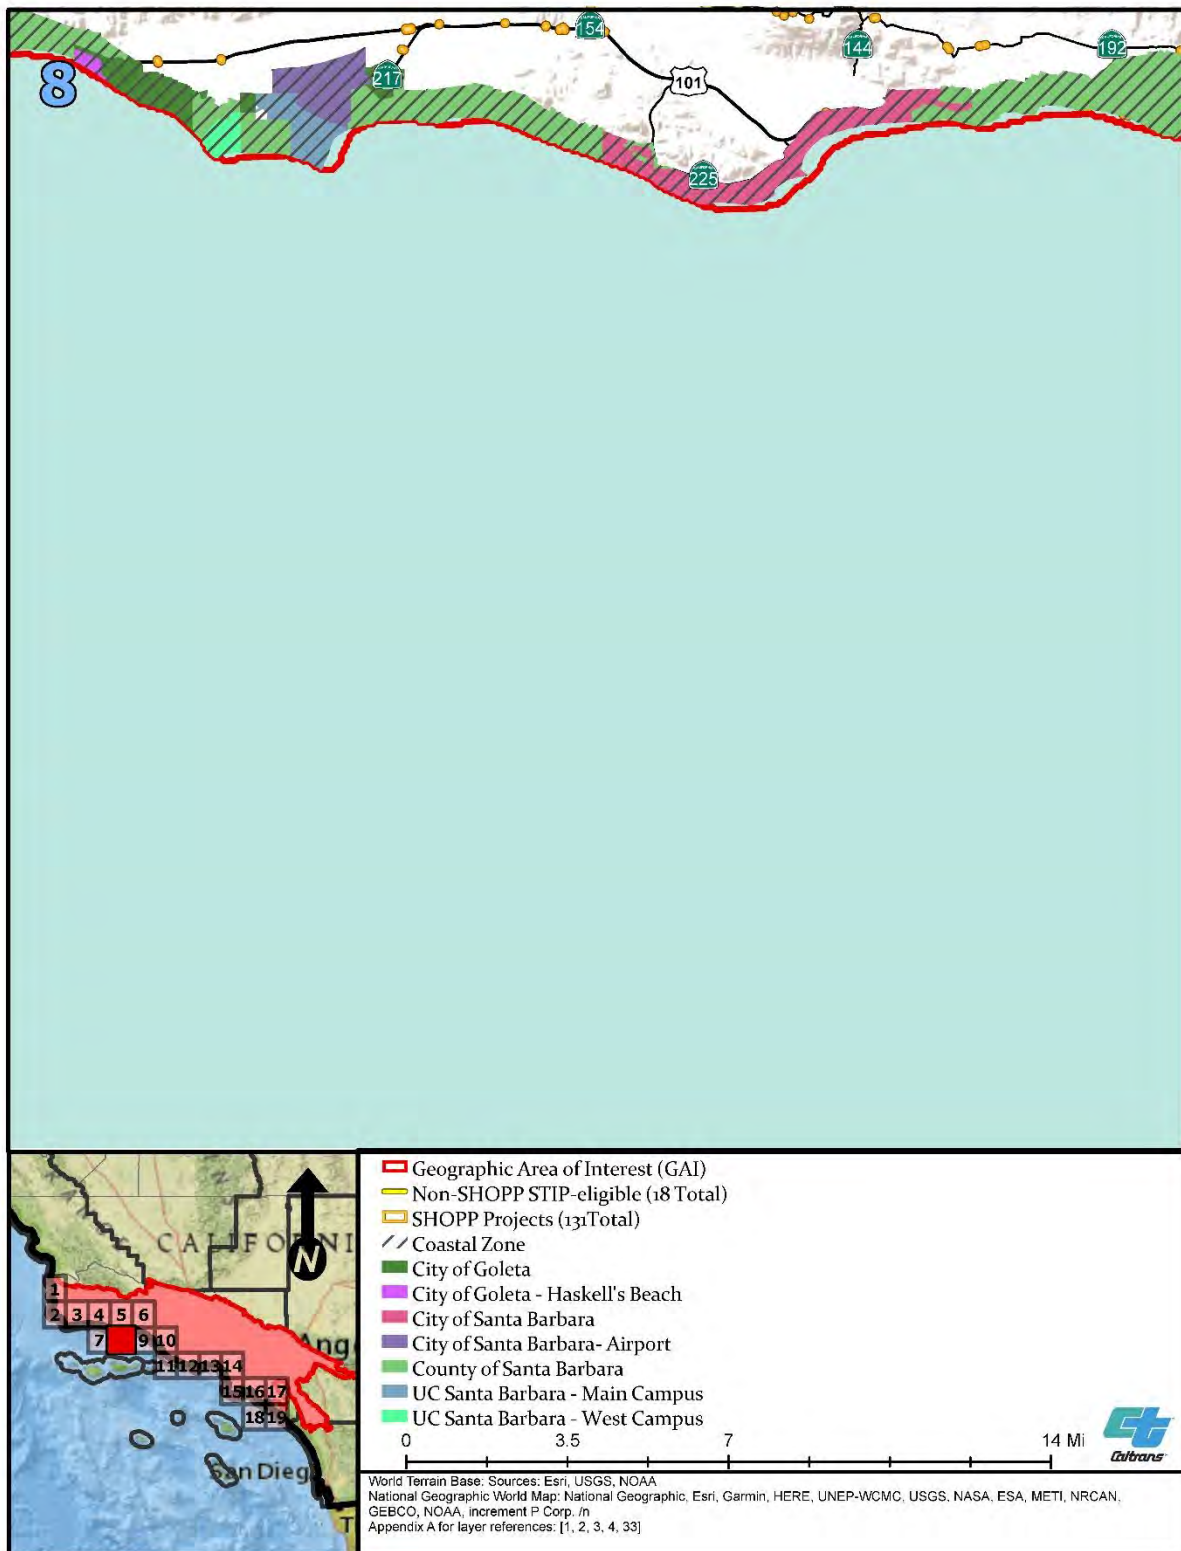 154
144
192
217
101
8
225
Geographic Area of Interest (GAI)
Non-SHOPP STIP-eligible (18 Total)
SHOPP Projects (131Total)
Coastal Zone
City of Goleta
City of Goleta - Haskell's Beach
City of Santa Barbara
City of Santa Barbara- Airport
County of Santa Barbara
UC Santa Barbara - Main Campus
UC Santa Barbara - West Campus
0 3.5 7 14 Mi
Caltrans
World Terrain Base: Sources: Esri, USGS, NOAA
National Geographic World Map: National Geographic, Esri, Garmin, HERE, UNEP-WCMC, USGS, NASA, ESA, METI, NRCAN,
GEBCO, NOAA, increment P Corp. /n
Appendix A for layer references: [1, 2, 3, 4, 33]
N
CALIFORNI
1
2 3 4 5 6
7 9 10
Ang
11 12 13 14
15 16 17
18 19
San Dieg
T